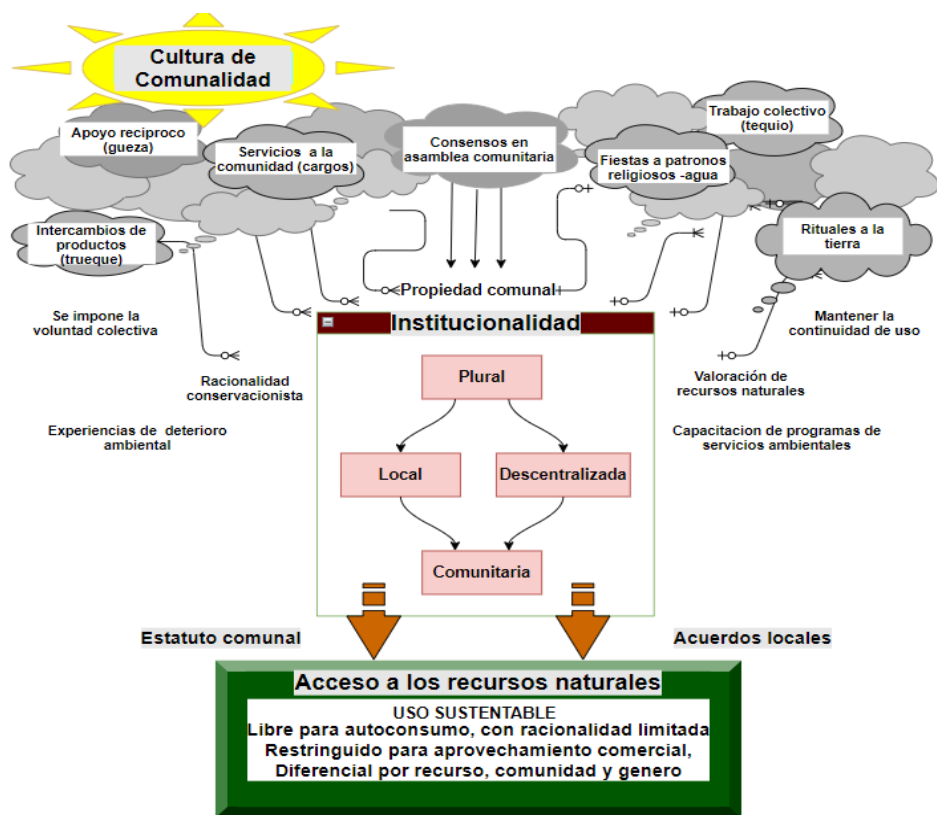 Cultura de
Comunalidad
Apoyo reciproco
(gueza)
Servicios a la
comunidad (cargos)
Consensos en
asamblea comunitaria
Trabajo colectivo
(tequio)
Fiestas a patronos
religiosos -agua
Intercambios de
productos
(trueque)
Rituales a la
tierra
Propiedad comunal
Se impone la
voluntad colectiva
Institucionalidad
Mantener la
continuidad de uso
Racionalidad
conservacionista
Plural
Valoración de
recursos naturales
Experiencias de deterioro
ambiental
Capacitacion de programas de
servicios ambientales
Local
Descentralizada
Comunitaria
Estatuto comunal
Acuerdos locales
Acceso a los recursos naturales
USO SUSTENTABLE
Libre para autoconsumo, con racionalidad limitada
Restringido para aprovechamiento comercial,
Diferencial por recurso, comunidad y genero